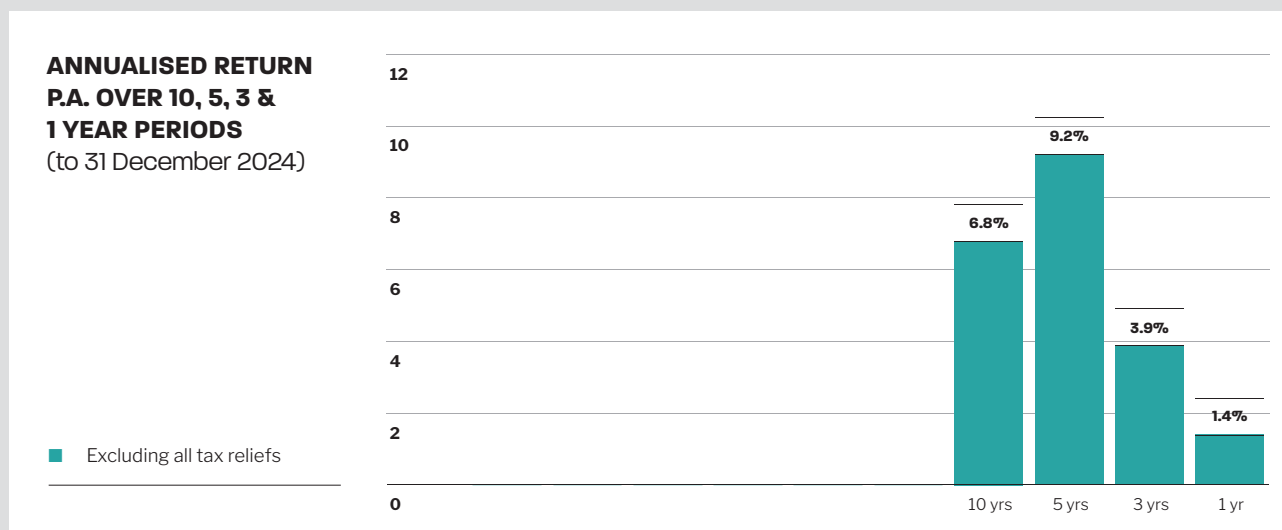 ANNUALISED RETURN
P.A. OVER 10, 5, 3 &
1 YEAR PERIODS
(to 31 December 2024)
Excluding all tax reliefs
12
10
8
6
4
2
0
6.8%
9.2%
3.9%
1.4%
10 yrs
5 yrs
3 yrs
1 yr